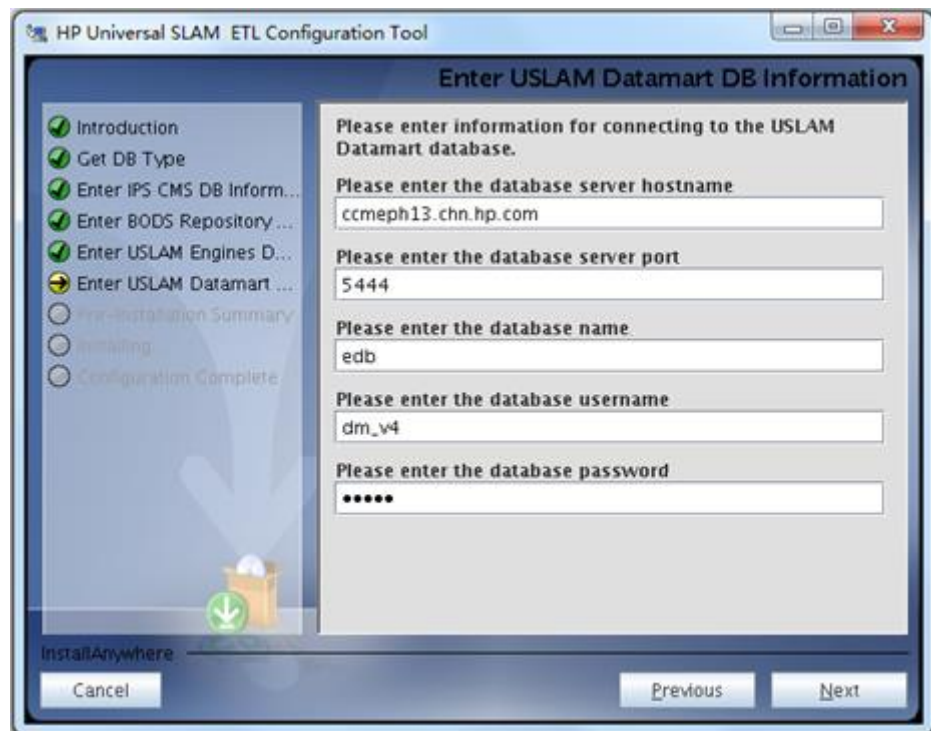 HP Universal SLAM ETL Configuration Tool
Enter USLAM Datamart DB Information
Introduction
Get DB Type
Enter IPS CMS DB Inform...
Enter BODS Repository ...
Enter USLAM Engines D...
Enter USLAM Datamart ...
Pre-Installation Summary
Installing...
Configuration Complete
Please enter information for connecting to the USLAM
Datamart database.
Please enter the database server hostname
ccmeph13.chn.hp.com
Please enter the database server port
5444
Please enter the database name
edb
Please enter the database username
dm_v4
Please enter the database password
•••••
InstallAnywhere
Cancel
Previous
Next